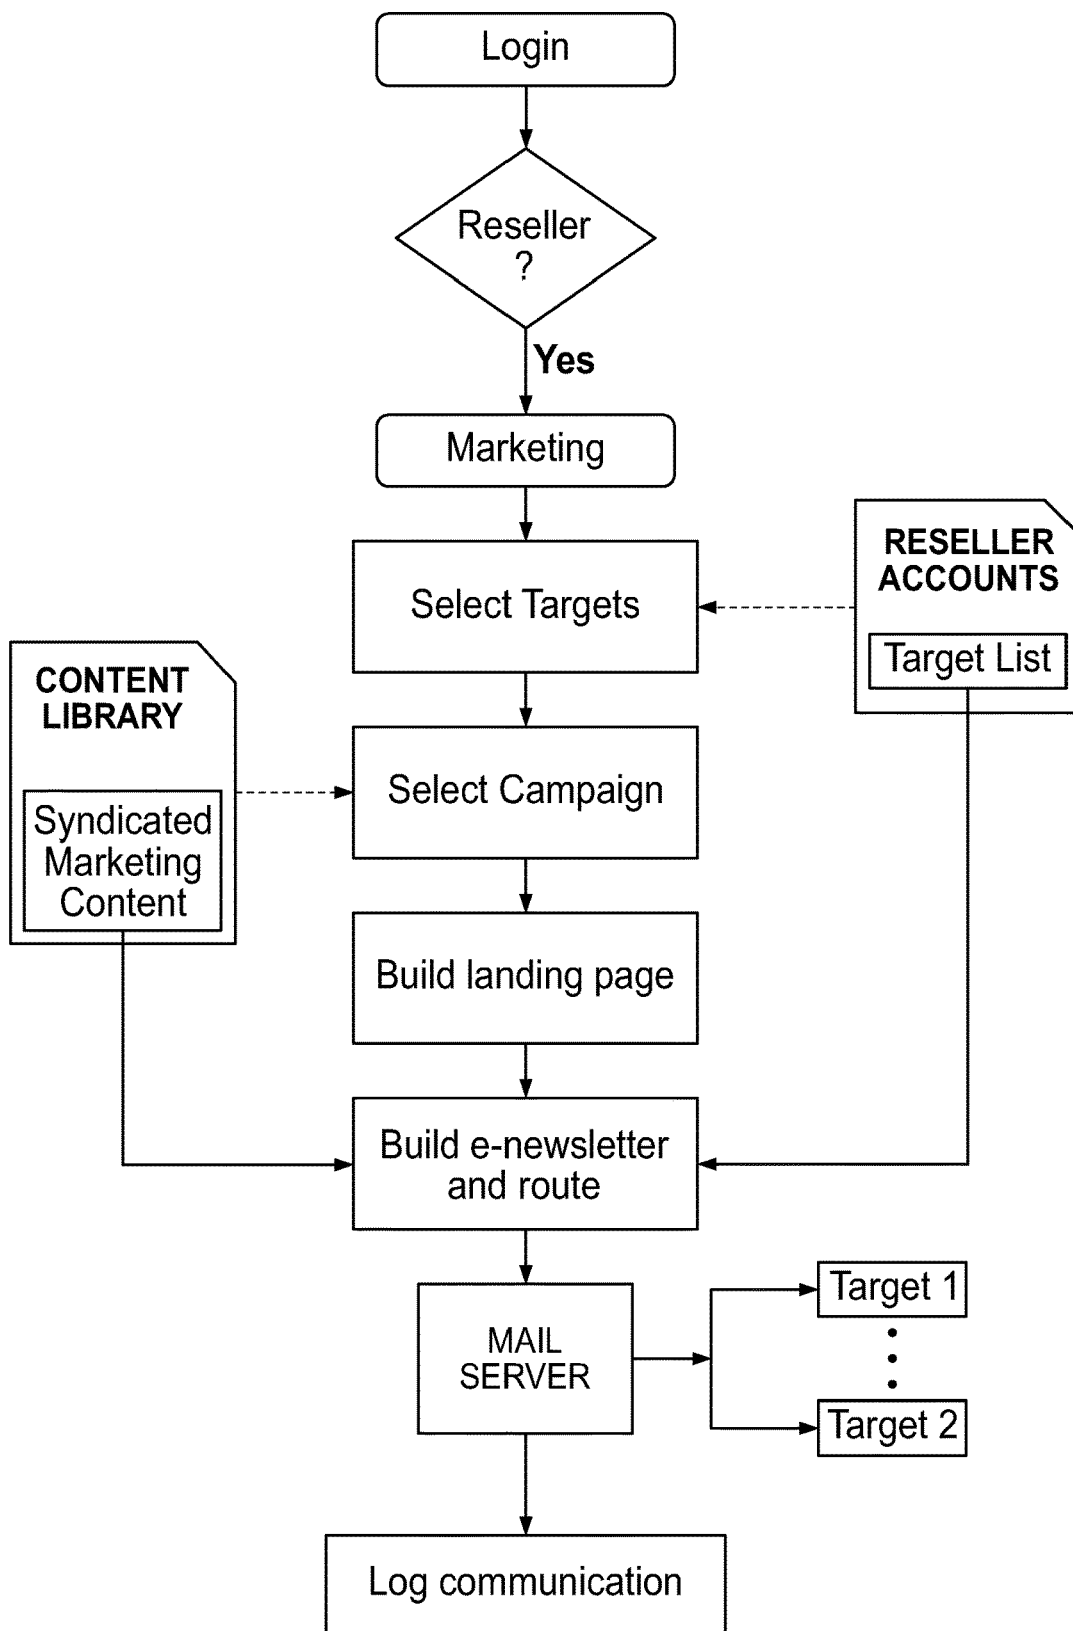 Login
Reseller
?
Yes
Marketing
RESELLER
ACCOUNTS
Select Targets
Target List
CONTENT
LIBRARY
Select Campaign
Syndicated
Marketing
Content
Build landing page
Build e-newsletter
and route
Target 1
MAIL
SERVER
Target 2
Log communication